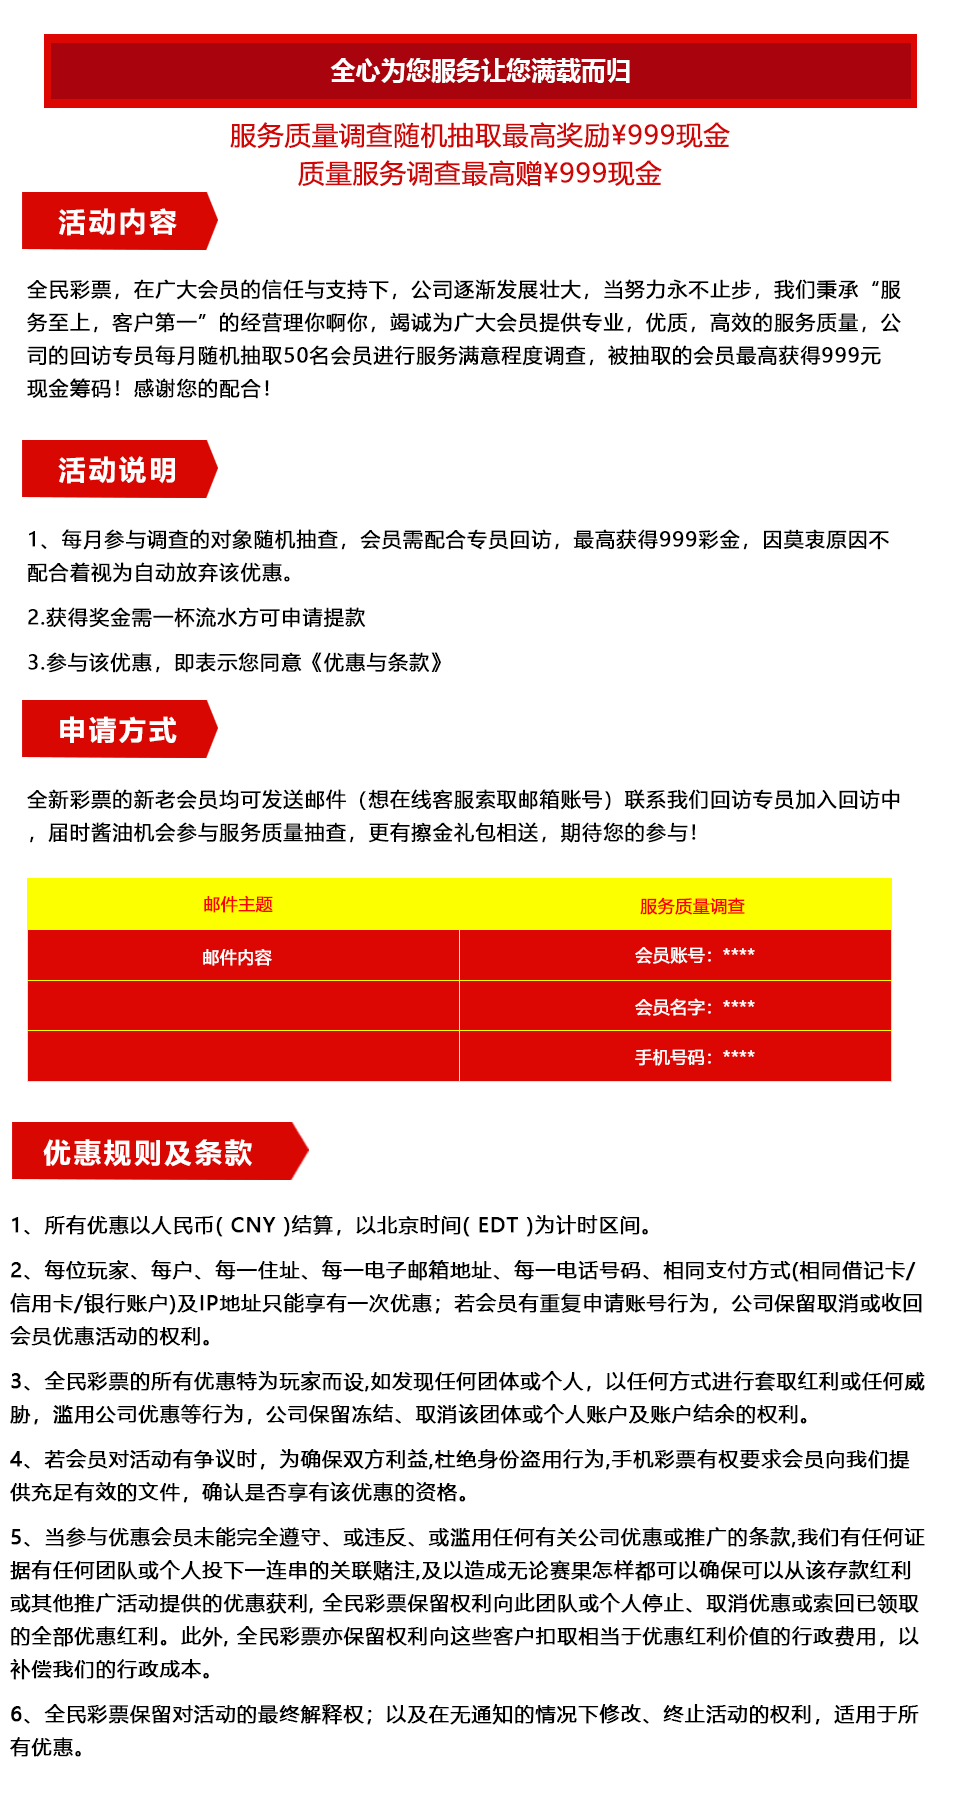 全心为您服务让您满载而归
服务质量调查随机抽取最高奖励¥999现金
质量服务调查最高赠¥999现金
活动内容
全民彩票，在广大会员的信任与支持下，公司逐渐发展壮大，当努力永不止步，我们秉承“服
务至上，客户第一”的经营理你啊你，竭诚为广大会员提供专业，优质，高效的服务质量，公
司的回访专员每月随机抽取50名会员进行服务满意程度调查，被抽取的会员最高获得999元
现金筹码！感谢您的配合！
活动说明
1、每月参与调查的对象随机抽查，会员需配合专员回访，最高获得999彩金，因莫衷原因不
配合着视为自动放弃该优惠。
2.获得奖金需一杯流水方可申请提款
3.参与该优惠，即表示您同意《优惠与条款》
申请方式
全新彩票的新老会员均可发送邮件（想在线客服索取邮箱账号）联系我们回访专员加入回访中
，届时酱油机会参与服务质量抽查，更有擦金礼包相送，期待您的参与！
邮件主题 服务质量调查
邮件内容 会员账号：****
会员名字：****
手机号码：****
优惠规则及条款
1、所有优惠以人民币( CNY )结算，以北京时间( EDT )为计时区间。
2、每位玩家、每户、每一住址、每一电子邮箱地址、每一电话号码、相同支付方式(相同借记卡/
信用卡/银行账户)及IP地址只能享有一次优惠；若会员有重复申请账号行为，公司保留取消或收回
会员优惠活动的权利。
3、全民彩票的所有优惠特为玩家而设,如发现任何团体或个人，以任何方式进行套取红利或任何威
胁，滥用公司优惠等行为，公司保留冻结、取消该团体或个人账户及账户结余的权利。
4、若会员对活动有争议时，为确保双方利益,杜绝身份盗用行为,手机彩票有权要求会员向我们提
供充足有效的文件，确认是否享有该优惠的资格。
5、当参与优惠会员未能完全遵守、或违反、或滥用任何有关公司优惠或推广的条款,我们有任何证
据有任何团队或个人投下一连串的关联赌注,及以造成无论赛果怎样都可以确保可以从该存款红利
或其他推广活动提供的优惠获利, 全民彩票保留权利向此团队或个人停止、取消优惠或索回已领取
的全部优惠红利。此外, 全民彩票亦保留权利向这些客户扣取相当于优惠红利价值的行政费用，以
补偿我们的行政成本。
6、全民彩票保留对活动的最终解释权；以及在无通知的情况下修改、终止活动的权利，适用于所
有优惠。